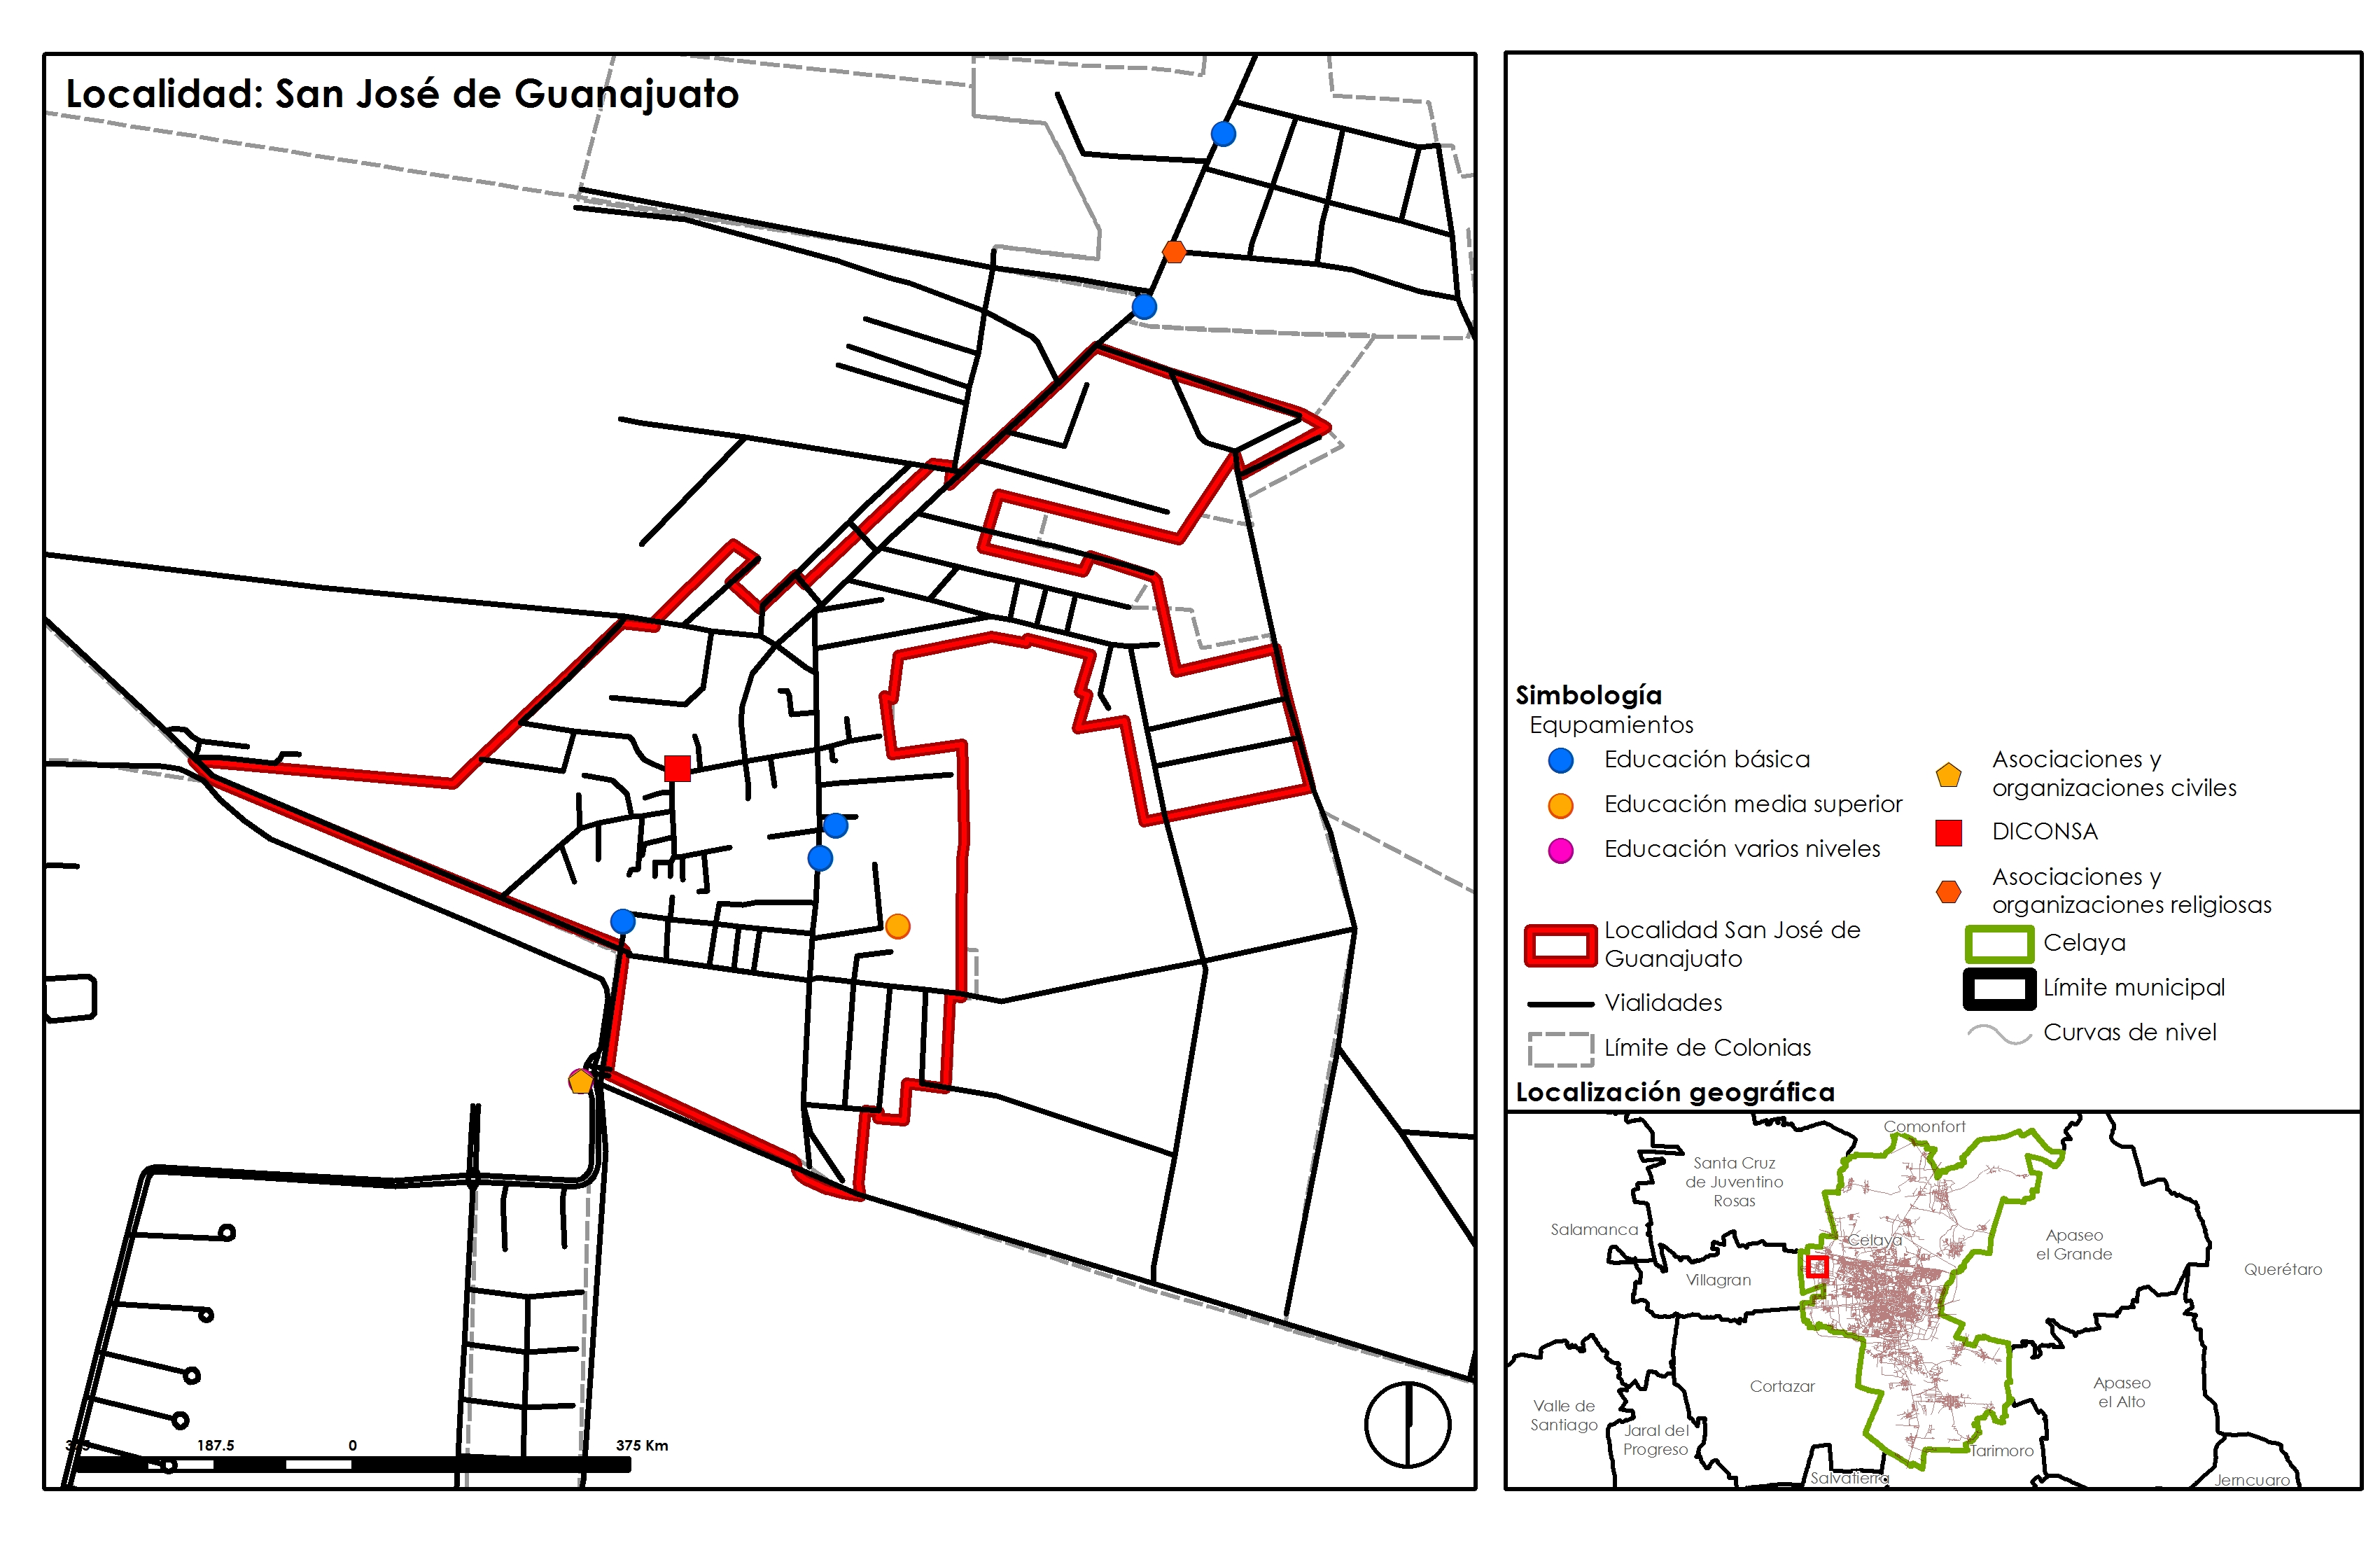 Localidad: San José de Guanajuato
187.5
0
375 Km
Simbología
Equpamientos
Educación básica
Educación media superior
Educación varios niveles
Asociaciones y
organizaciones civiles
DICONSA
Asociaciones y
organizaciones religiosas
Localidad San José de
Guanajuato
Vialidades
Límite de Colonias
Celaya
Límite municipal
Curvas de nivel
Localización geográfica
Comonfort
Santa Cruz
de Juventino
Rosas
Salamanca
Celaya
Apaseo
el Grande
Villagran
Querétaro
Cortazar
Apaseo
el Alto
Valle de
Santiago
Jaral del
Progreso
Tarimoro
Salvatierra
Jerncuaro